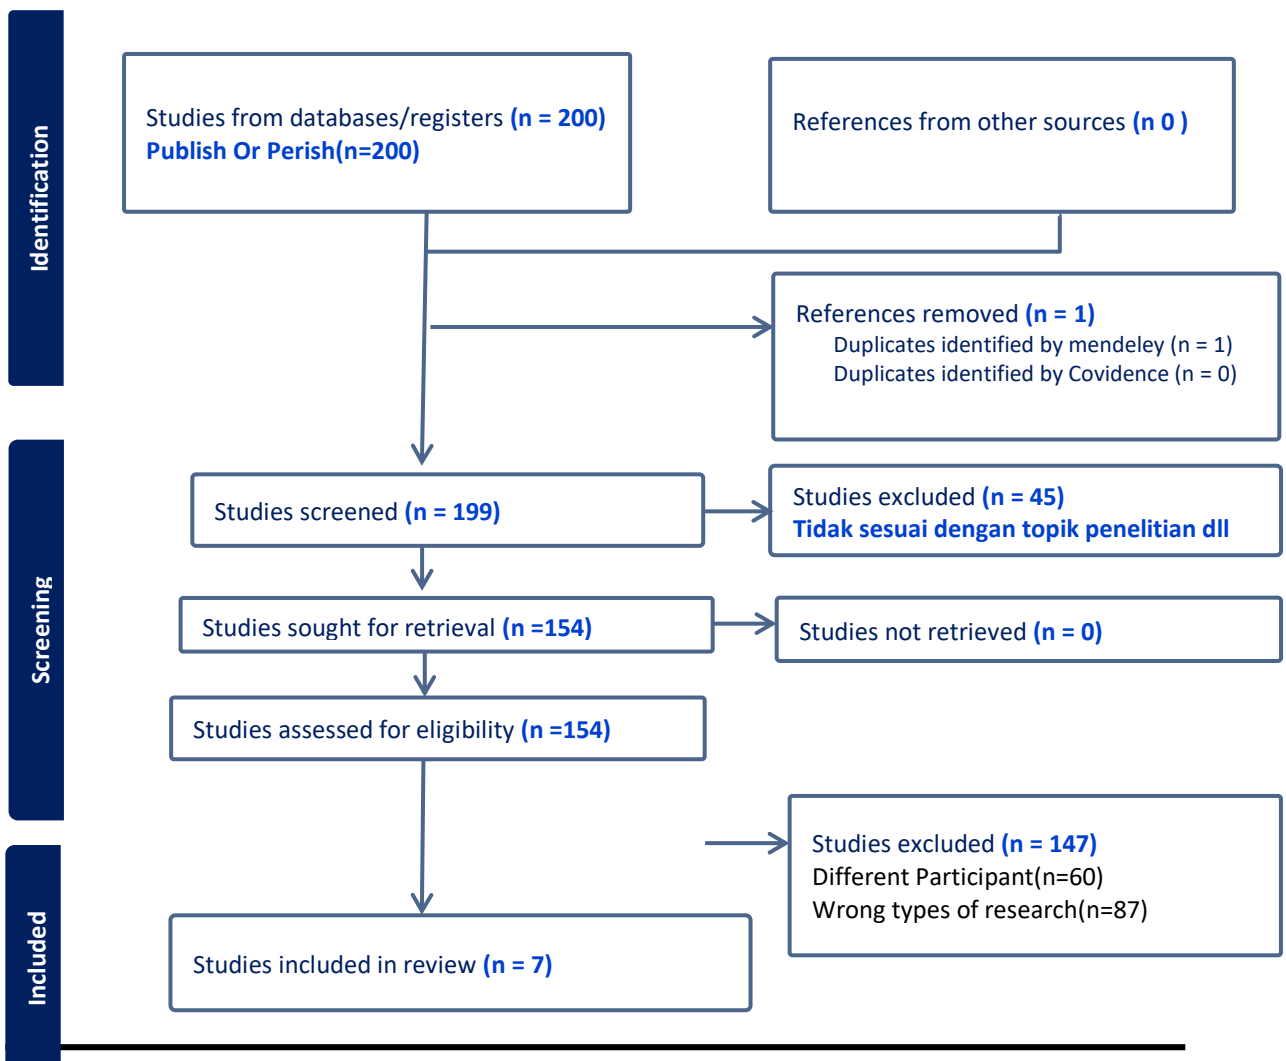 Identification
Studies from databases/registers (n = 200)
Publish Or Perish(n=200)
References from other sources (n 0 )
References removed (n = 1)
Duplicates identified by mendeley (n = 1)
Duplicates identified by Covidence (n = 0)
Screening
Studies screened (n = 199)
Studies excluded (n = 45)
Tidak sesuai dengan topik penelitian dll
Studies sought for retrieval (n =154)
Studies not retrieved (n = 0)
Studies assessed for eligibility (n =154)
Studies excluded (n = 147)
Different Participant(n=60)
Wrong types of research(n=87)
Included
Studies included in review (n = 7)